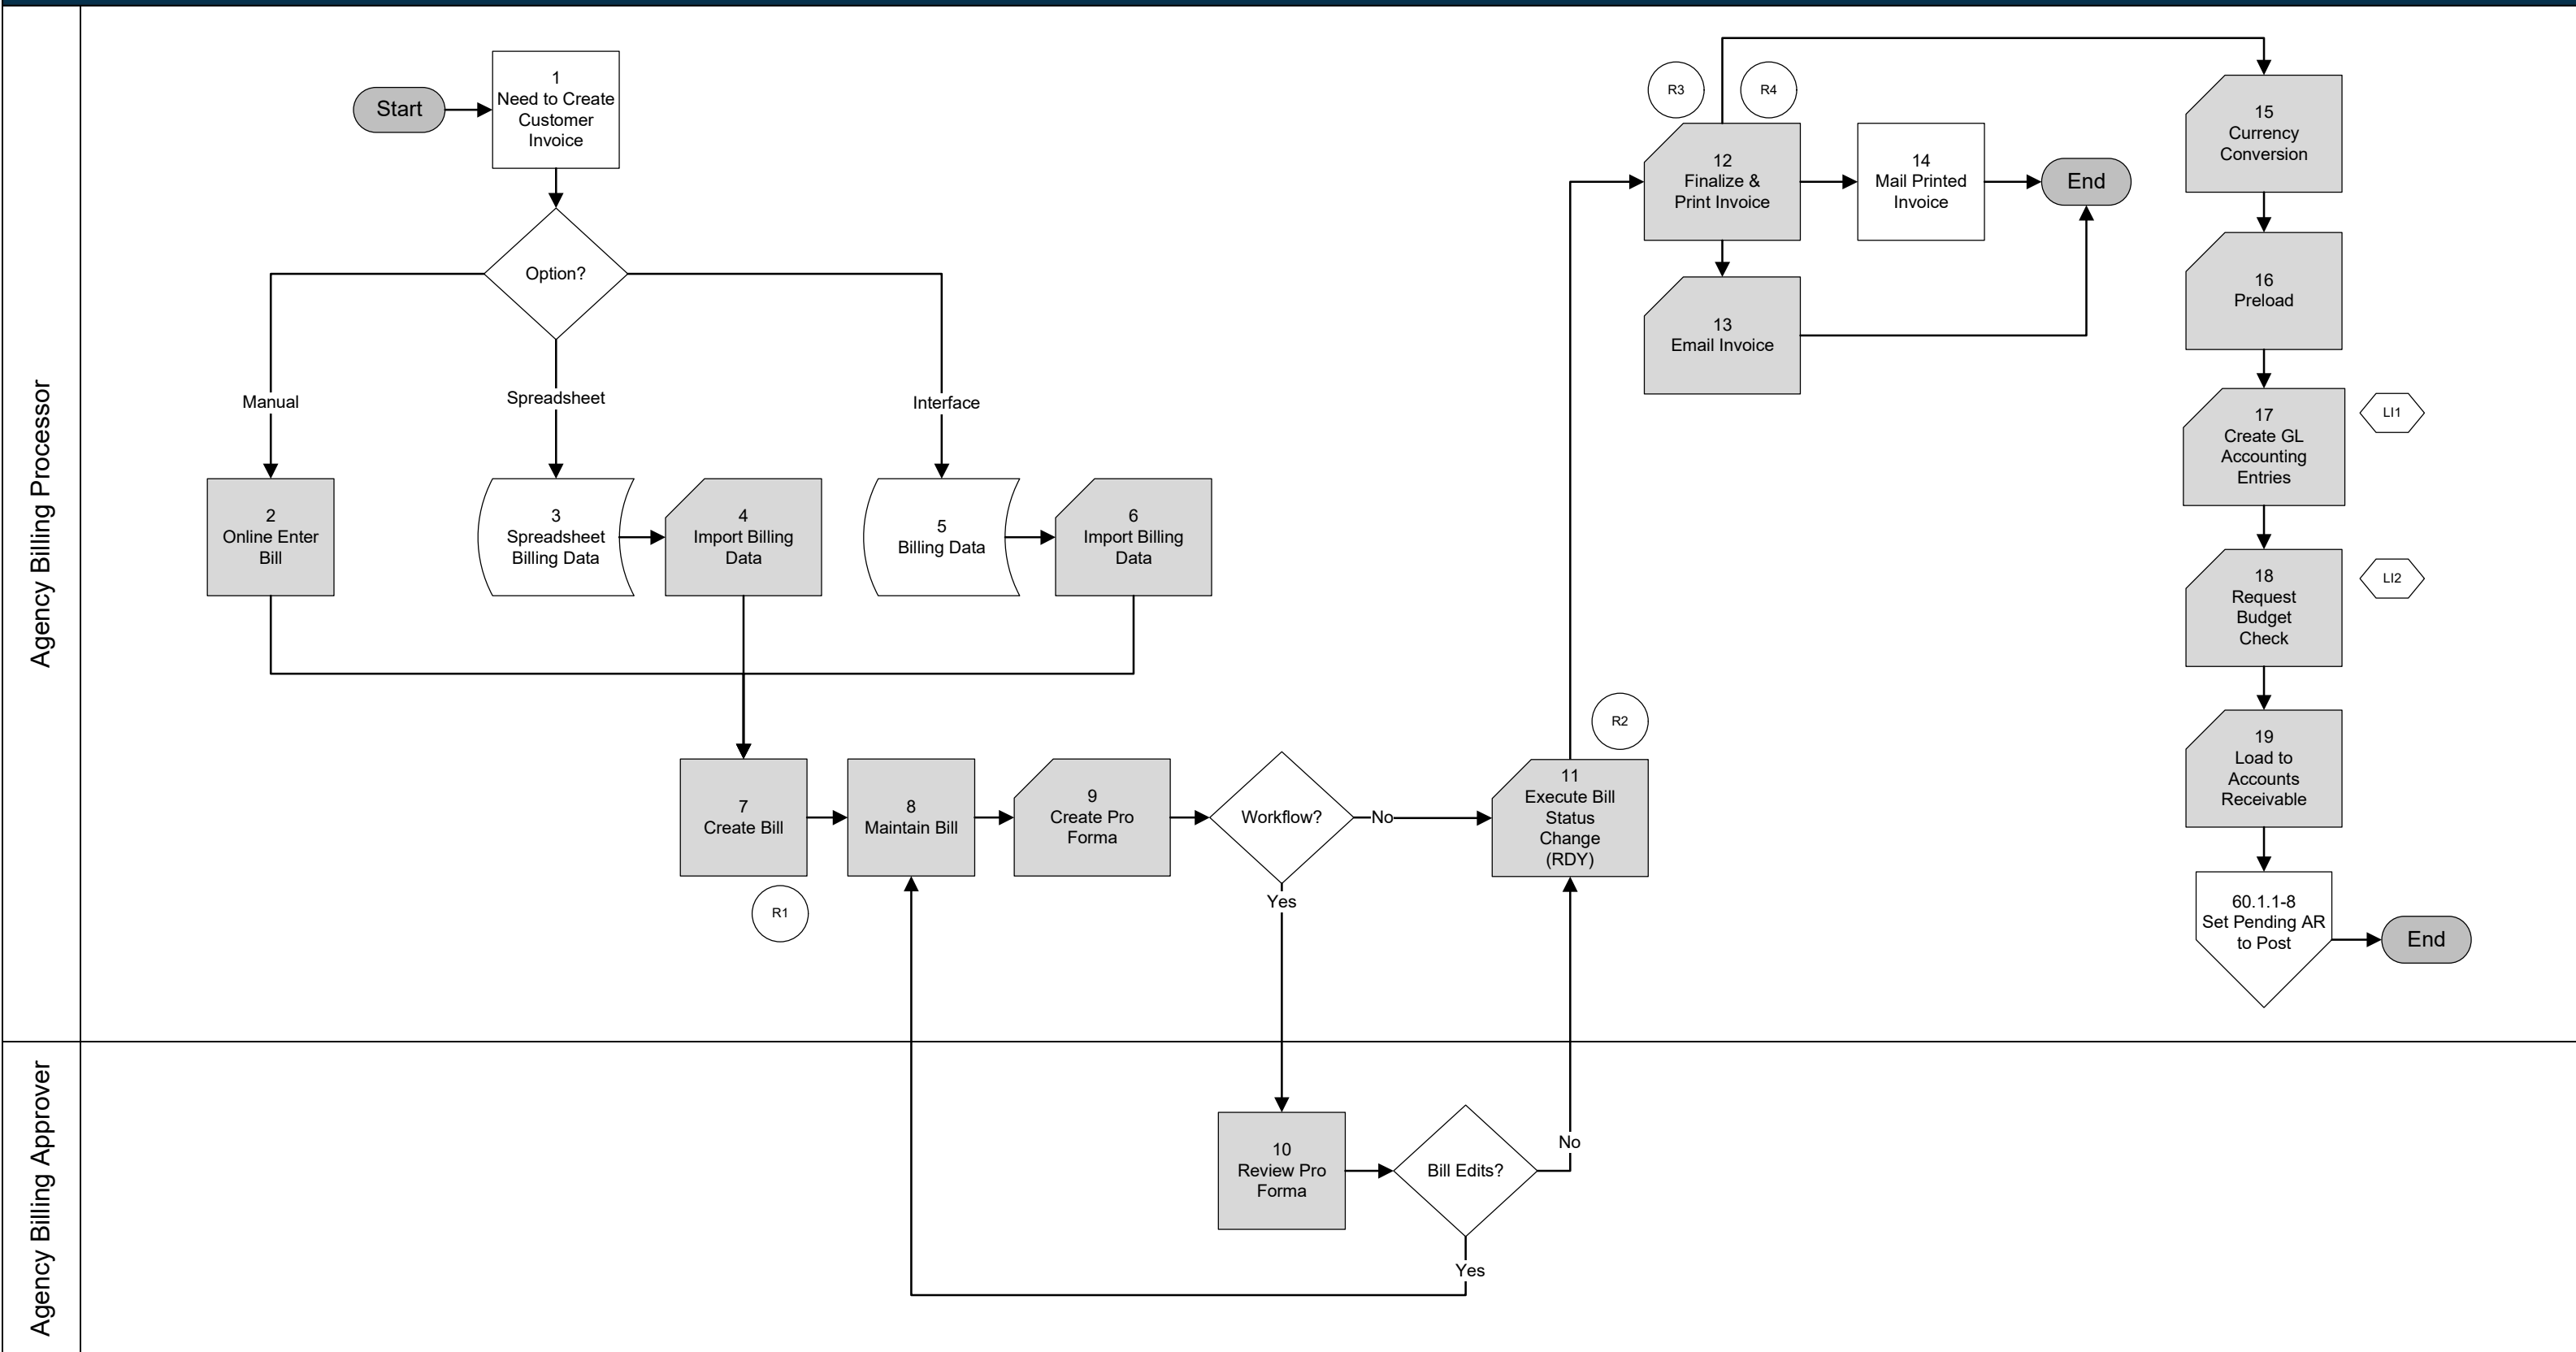 Agency Billing Processor
Start
1
Need to Create
Customer
Invoice
Option?
Manual
Spreadsheet
Interface
2
Online Enter
Bill
3
Spreadsheet
Billing Data
4
Import Billing
Data
5
Billing Data
6
Import Billing
Data
7
Create Bill
R1
8
Maintain Bill
9
Create Pro
Forma
Workflow?
No
Yes
11
Execute Bill
Status
Change
(RDY)
R2
R3
R4
12
Finalize &
Print Invoice
14
Mail Printed
Invoice
End
13
Email Invoice
15
Currency
Conversion
16
Preload
17
Create GL
Accounting
Entries
LI1
18
Request
Budget
Check
LI2
19
Load to
Accounts
Receivable
60.1.1-8
Set Pending AR
to Post
End
Agency Billing Approver
10
Review Pro
Forma
Bill Edits?
No
Yes